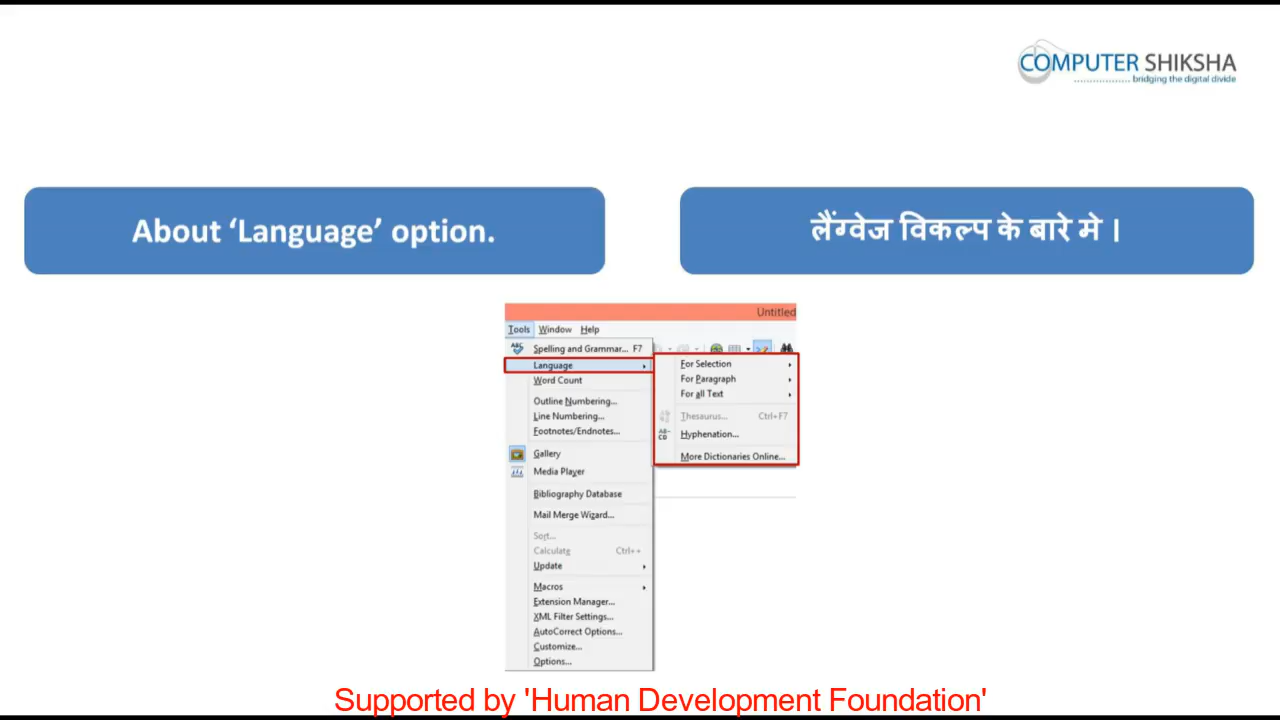 COMPUTER SHIKSHA
bridging the digital divide
About ‘Language’ option.
लैंग्वेज विकल्प के बारे मे |
Untitled
Tools Window Help
Spelling and Grammar... F7
Language
Word Count
Outline Numbering...
Line Numbering...
Footnotes/Endnotes...
Gallery
Media Player
Bibliography Database
Mail Merge Wizard...
Sort...
Calculate Ctrl++
Update
Macros
Extension Manager...
XML Filter Settings...
AutoCorrect Options...
Customize...
Options...
For Selection
For Paragraph
For all Text
Thesaurus... Ctrl+F7
Hyphenation...
More Dictionaries Online...
Supported by 'Human Development Foundation'